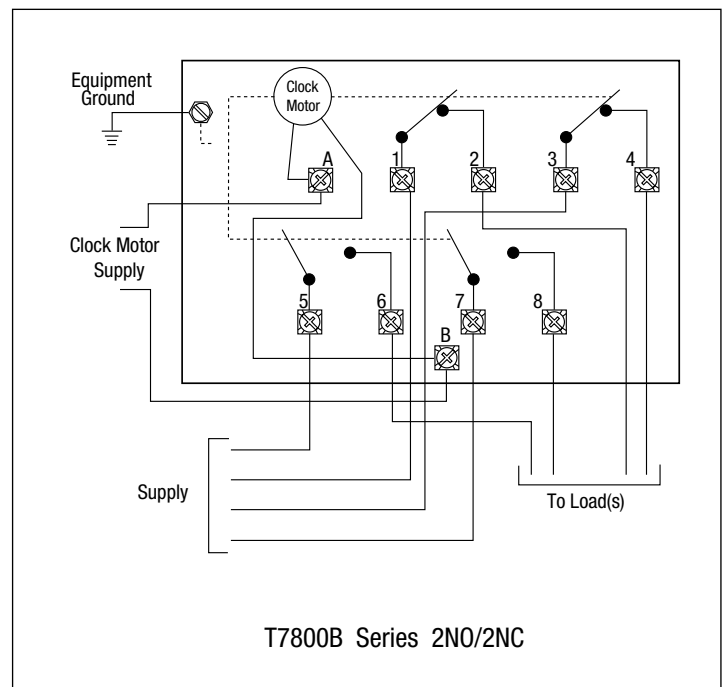 Equipment
Ground
Clock
Motor
A
1
2
3
4
Clock Motor
Supply
5
6
7
8
B
Supply
To Load(s)
T7800B Series 2NO/2NC